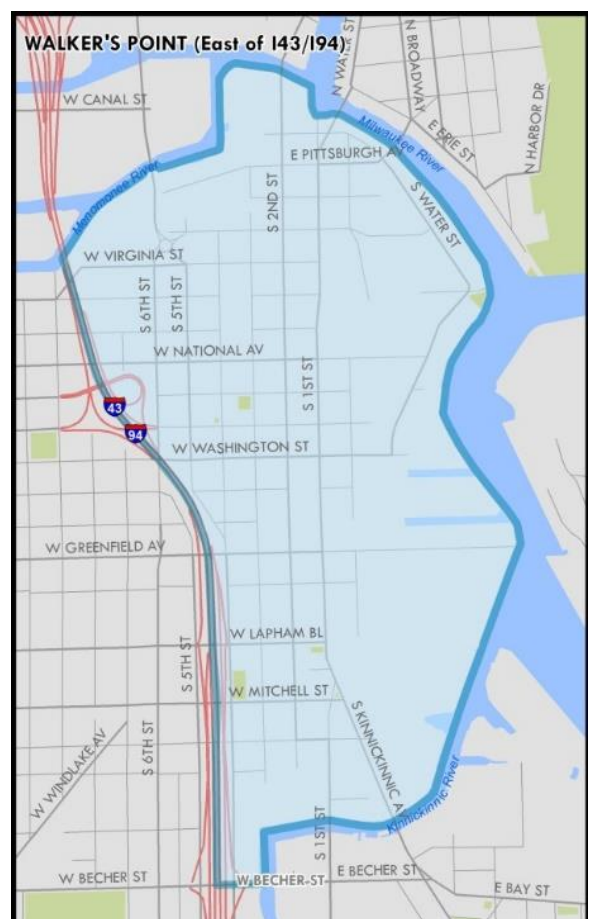 WALKER'S POINT (East of I43/I94)
N WATER ST
N BROADWAY
W CANAL ST
N HARBOR DR
E ERIE ST
Milwaukee River
E PITTSBURGH AV
Menomonee River
S 2ND ST
S WATER ST
W VIRGINIA ST
S 6TH ST
S 5TH ST
W NATIONAL AV
S 1ST ST
43
94
W WASHINGTON ST
W GREENFIELD AV
W LAPHAM BL
S 5TH ST
W MITCHELL ST
S KINNICKINNIC AV
S 6TH ST
W WINDLAKE AV
Kinnickinnic River
S 1ST ST
E BECHER ST
W BECHER ST
W BECHER ST
E BAY ST